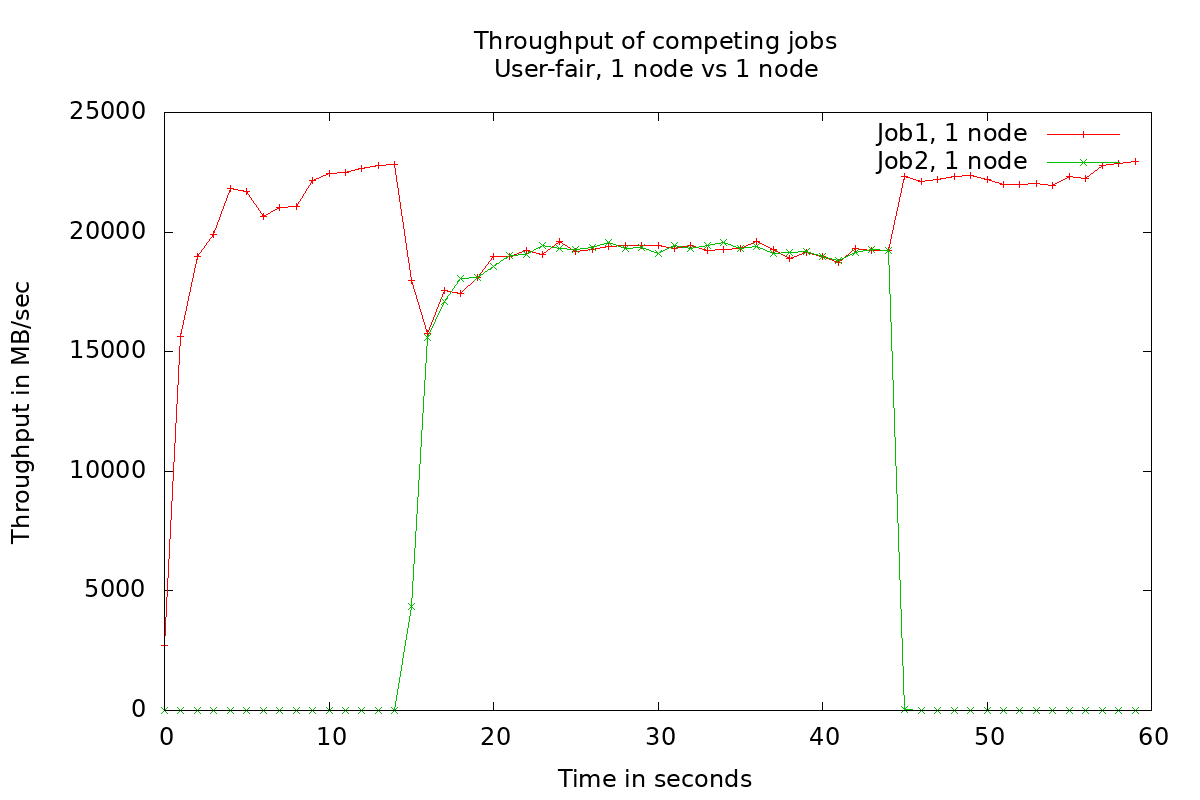 Throughput of competing jobs
User-fair, 1 node vs 1 node
25000
20000
15000
10000
5000
0
Throughput in MB/sec
Job1, 1 node
Job2, 1 node
0 10 20 30 40 50 60
Time in seconds